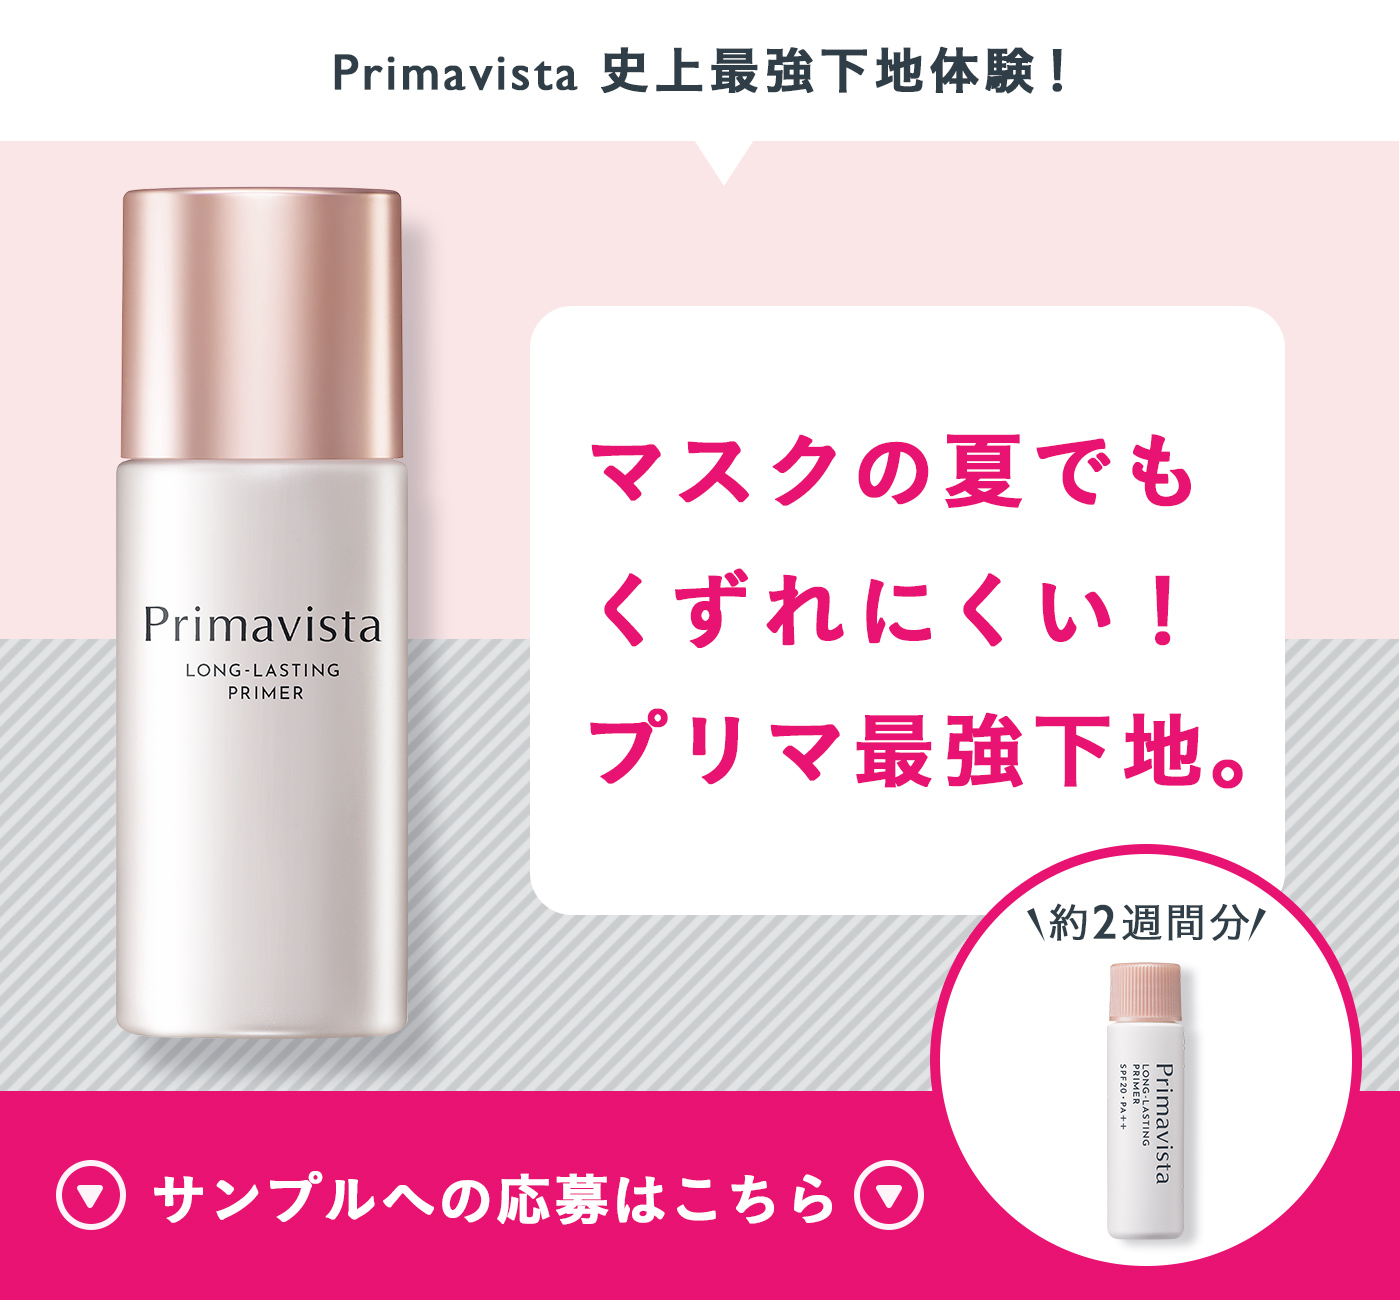 Primavista 史上最強下地体験！
Primavista
LONG-LASTING
PRIMER
マスクの夏でも
くずれにくい！
プリマ最強下地。
\約2週間分/
Primavista
LONG-LASTING
PRIMER
SPF20・PA++
サンプルへの応募はこちら